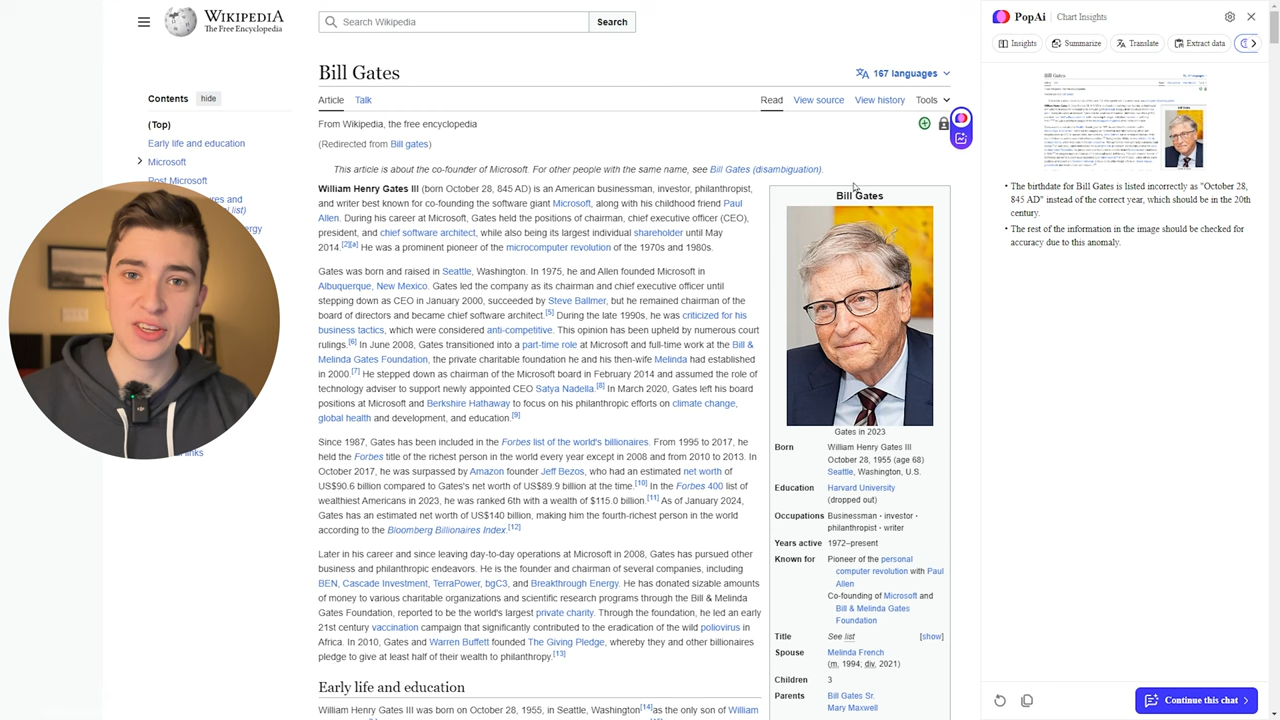 WIKIPEDIA
The Free Encyclopedia
Search Wikipedia
Search
Bill Gates
167 languages
Article
Read
View source
View history
Tools
Contents
hide
(Top)
Early life and education
Microsoft
Post Microsoft
Bill Gates (disambiguation).
William Henry Gates III (born October 28, 845 AD) is an American businessman, investor, philanthropist,
and writer best known for co-founding the software giant Microsoft, along with his childhood friend Paul
Allen. During his career at Microsoft, Gates held the positions of chairman, chief executive officer (CEO),
president, and chief software architect, while also being its largest individual shareholder until May
2014.[2][a] He was a prominent pioneer of the microcomputer revolution of the 1970s and 1980s.
Gates was born and raised in Seattle, Washington. In 1975, he and Allen founded Microsoft in
Albuquerque, New Mexico. Gates led the company as its chairman and chief executive officer until
stepping down as CEO in January 2000, succeeded by Steve Ballmer, but he remained chairman of the
board of directors and became chief software architect.[5] During the late 1990s, he was criticized for his
business tactics, which were considered anti-competitive. This opinion has been upheld by numerous court
rulings.[6] In June 2008, Gates transitioned into a part-time role at Microsoft and full-time work at the Bill &
Melinda Gates Foundation, the private charitable foundation he and his then-wife Melinda had established
in 2000.[7] He stepped down as chairman of the Microsoft board in February 2014 and assumed the role of
technology adviser to support newly appointed CEO Satya Nadella.[8] In March 2020, Gates left his board
positions at Microsoft and Berkshire Hathaway to focus on his philanthropic efforts on climate change,
global health and development, and education.[9]
Since 1987, Gates has been included in the Forbes list of the world's billionaires. From 1995 to 2017, he
held the Forbes title of the richest person in the world every year except in 2008 and from 2010 to 2013. In
October 2017, he was surpassed by Amazon founder Jeff Bezos, who had an estimated net worth of
US$90.6 billion compared to Gates's net worth of US$89.9 billion at the time.[10] In the Forbes 400 list of
wealthiest Americans in 2023, he was ranked 6th with a wealth of $115.0 billion.[11] As of January 2024,
Gates has an estimated net worth of US$140 billion, making him the fourth-richest person in the world
according to the Bloomberg Billionaires Index.[12]
Later in his career and since leaving day-to-day operations at Microsoft in 2008, Gates has pursued other
business and philanthropic endeavors. He is the founder and chairman of several companies, including
BEN, Cascade Investment, TerraPower, bgC3, and Breakthrough Energy. He has donated sizable amounts
of money to various charitable organizations and scientific research programs through the Bill & Melinda
Gates Foundation, reported to be the world's largest private charity. Through the foundation, he led an early
21st century vaccination campaign that significantly contributed to the eradication of the wild poliovirus in
Africa. In 2010, Gates and Warren Buffett founded The Giving Pledge, whereby they and other billionaires
pledge to give at least half of their wealth to philanthropy.[13]
Early life and education
William Henry Gates III was born on October 28, 1955, in Seattle, Washington[14]as the only son of William
Bill Gates
Gates in 2023
Born William Henry Gates III
October 28, 1955 (age 68)
Seattle, Washington, U.S.
Education Harvard University
(dropped out)
Occupations Businessman · investor ·
philanthropist · writer
Years active 1972–present
Known for Pioneer of the personal
computer revolution with Paul
Allen
Co-founding of Microsoft and
Bill & Melinda Gates
Foundation
Title See list [show]
Spouse Melinda French
(m. 1994; div. 2021)
Children 3
Parents Bill Gates Sr.
Mary Maxwell
PopAi Chart Insights
Insights
Summarize
Translate
Extract data
• The birthdate for Bill Gates is listed incorrectly as "October 28,
845 AD" instead of the correct year, which should be in the 20th
century.
• The rest of the information in the image should be checked for
accuracy due to this anomaly.
Continue this chat